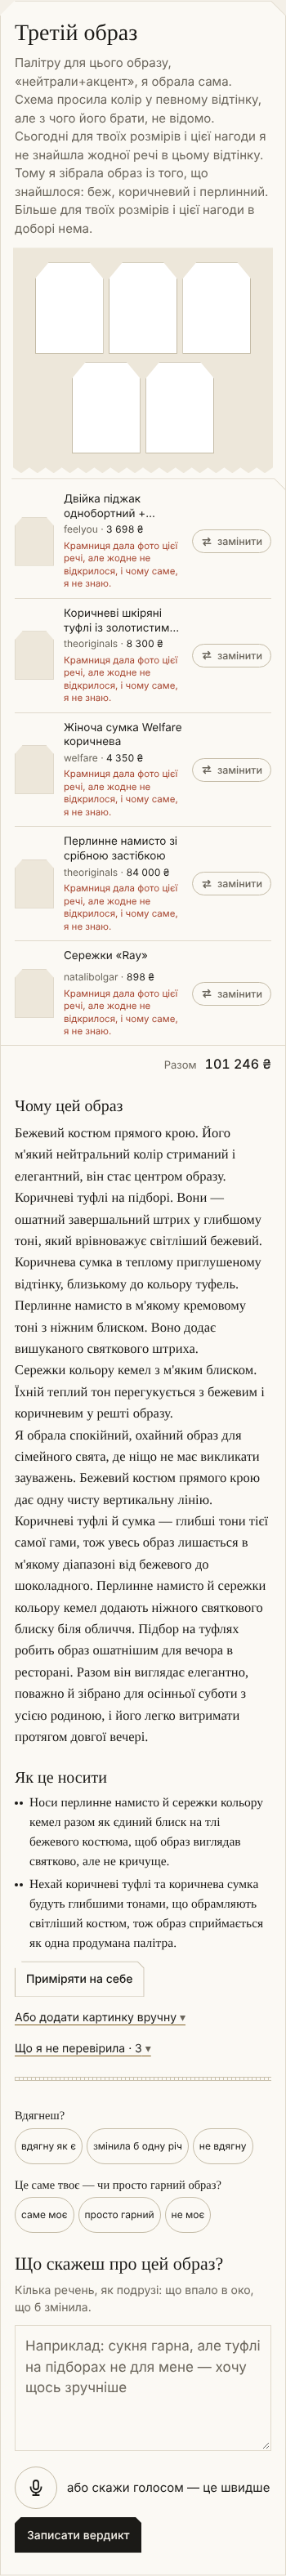 Третій образ
Палітру для цього образу,
«нейтрали+акцент», я обрала сама.
Схема просила колір у певному відтінку,
але з чого його брати, не відомо.
Сьогодні для твоїх розмірів і цієї нагоди я
не знайшла жодної речі в цьому відтінку.
Тому я зібрала образ із того, що
знайшлося: беж, коричневий і перлинний.
Більше для твоїх розмірів і цієї нагоди в
доборі нема.
Двійка піджак
однобортний +...
feelyou · 3 698 ₴
Крамниця дала фото цієї
речі, але жодне не
відкрилося, і чому саме,
я не знаю.
⇄ замінити
Коричневі шкіряні
туфлі із золотистим...
theoriginals · 8 300 ₴
Крамниця дала фото цієї
речі, але жодне не
відкрилося, і чому саме,
я не знаю.
⇄ замінити
Жіноча сумка Welfare
коричнева
welfare · 4 350 ₴
Крамниця дала фото цієї
речі, але жодне не
відкрилося, і чому саме,
я не знаю.
⇄ замінити
Перлинне намисто зі
срібною застібкою
theoriginals · 84 000 ₴
Крамниця дала фото цієї
речі, але жодне не
відкрилося, і чому саме,
я не знаю.
⇄ замінити
Сережки «Ray»
natalibolgar · 898 ₴
Крамниця дала фото цієї
речі, але жодне не
відкрилося, і чому саме,
я не знаю.
⇄ замінити
Разом 101 246 ₴
Чому цей образ
Бежевий костюм прямого крою. Його
м'який нейтральний колір стриманий і
елегантний, він стає центром образу.
Коричневі туфлі на підборі. Вони —
ошатний завершальний штрих у глибшому
тоні, який врівноважує світліший бежевий.
Коричнева сумка в теплому приглушеному
відтінку, близькому до кольору туфель.
Перлинне намисто в м'якому кремовому
тоні з ніжним блиском. Воно додає
вишуканого святкового штриха.
Сережки кольору кемел з м'яким блиском.
Їхній теплий тон перегукується з бежевим і
коричневим у решті образу.
Я обрала спокійний, охайний образ для
сімейного свята, де ніщо не має викликати
зауважень. Бежевий костюм прямого крою
дає одну чисту вертикальну лінію.
Коричневі туфлі й сумка — глибші тони тієї
самої гами, тож увесь образ лишається в
м'якому діапазоні від бежевого до
шоколадного. Перлинне намисто й сережки
кольору кемел додають ніжного святкового
блиску біля обличчя. Підбор на туфлях
робить образ ошатнішим для вечора в
ресторані. Разом він виглядає елегантно,
поважно й зібрано для осінньої суботи з
усією родиною, і його легко витримати
протягом довгої вечері.
Як це носити
•• Носи перлинне намисто й сережки кольору
кемел разом як єдиний блиск на тлі
бежевого костюма, щоб образ виглядав
святково, але не кричуще.
•• Нехай коричневі туфлі та коричнева сумка
будуть глибшими тонами, що обрамляють
світліший костюм, тож образ сприймається
як одна продумана палітра.
Приміряти на себе
Або додати картинку вручну ▾
Що я не перевірила · 3 ▾
Вдягнеш?
вдягну як є
змінила б одну річ
не вдягну
Це саме твоє — чи просто гарний образ?
саме моє
просто гарний
не моє
Що скажеш про цей образ?
Кілька речень, як подрузі: що впало в око,
що б змінила.
Наприклад: сукня гарна, але туфлі
на підборах не для мене — хочу
щось зручніше
або скажи голосом — це швидше
Записати вердикт